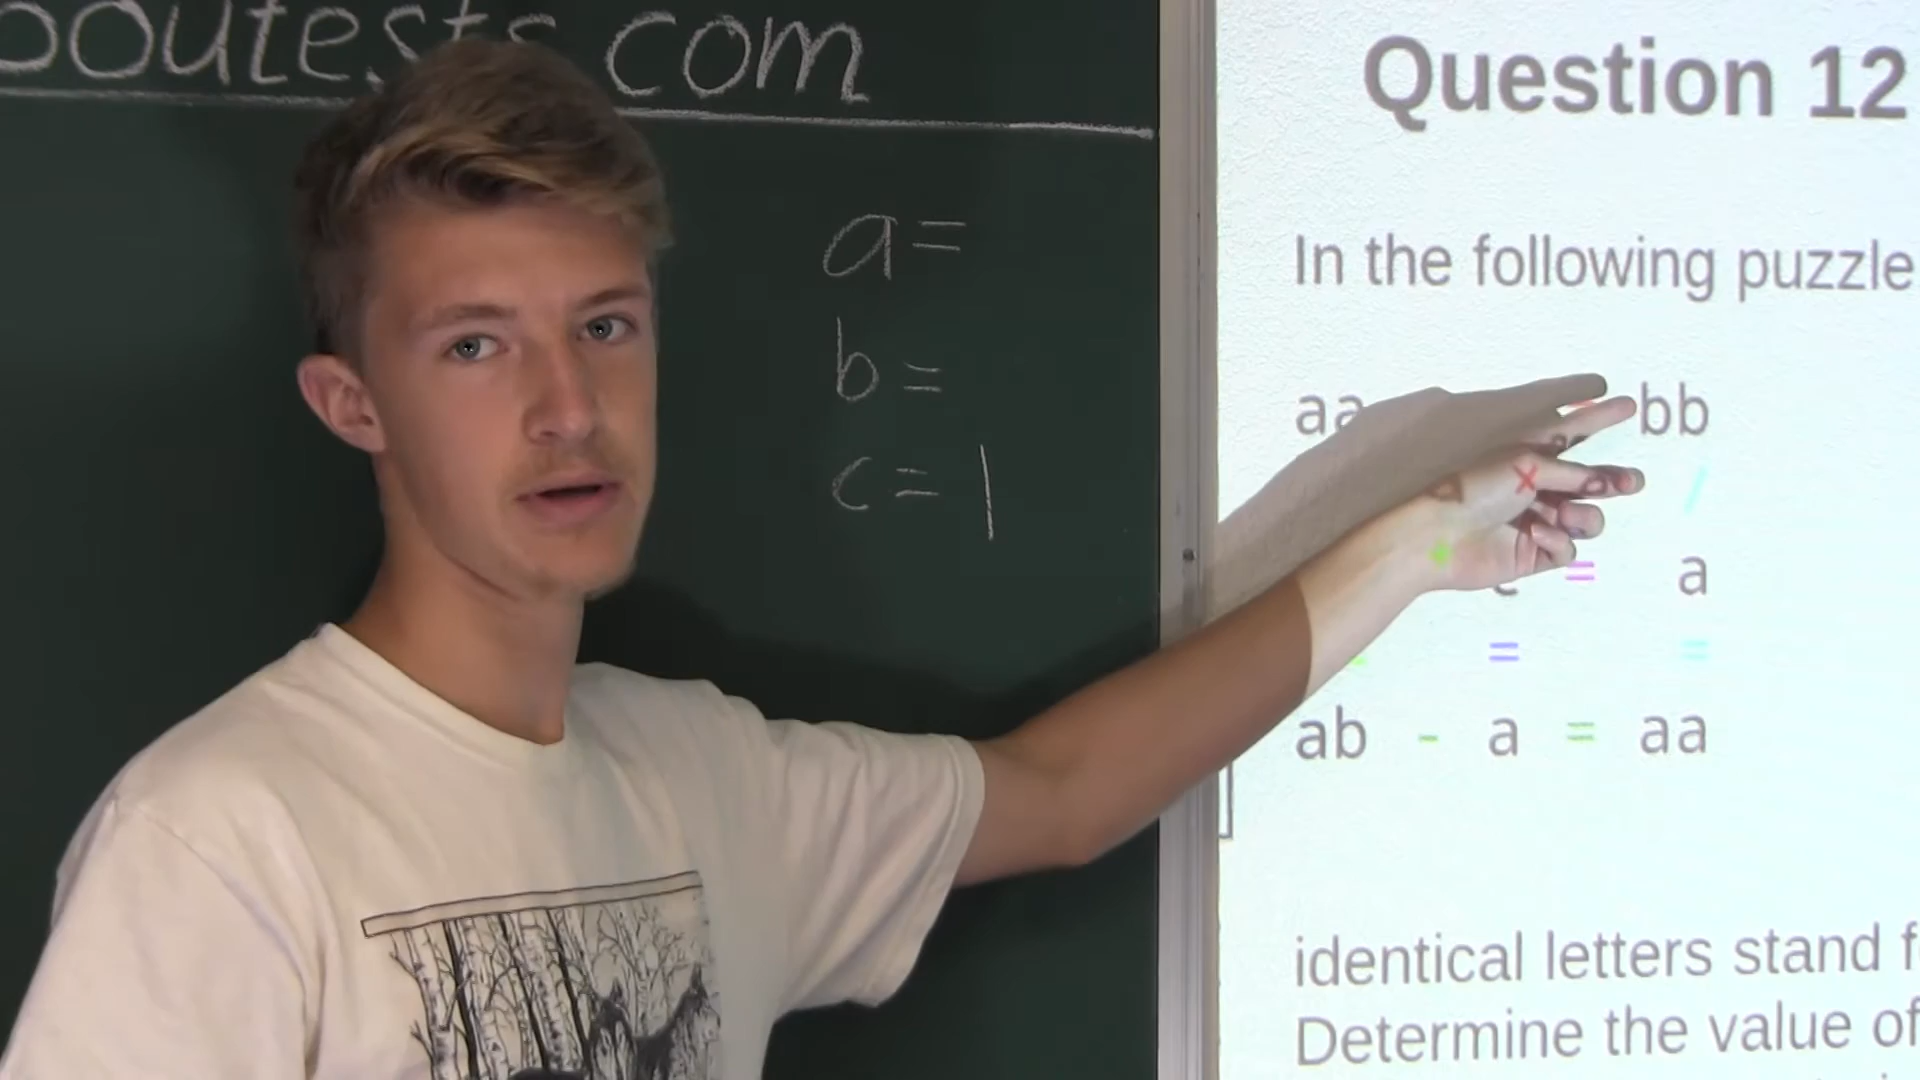 outests.com
a=
b=
c= 1
Question 12
In the following puzzle
aa bb
× /
+ = a
= =
ab - a = aa
identical letters stand f
Determine the value of